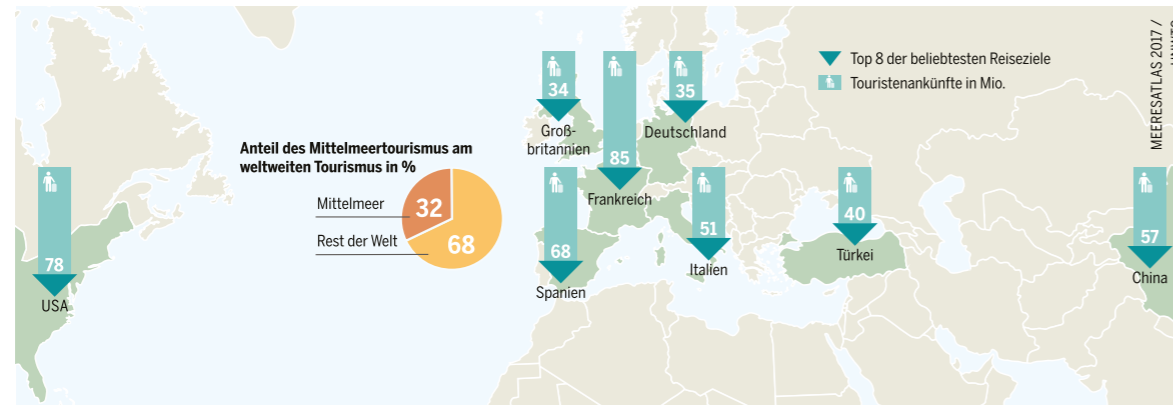 Top 8 der beliebtesten Reiseziele
Touristenankünfte in Mio.
MEERESATLAS 2017 /
34
Groß-
britannien
85
Frankreich
35
Deutschland
Anteil des Mittelmeertourismus am
weltweiten Tourismus in %
Mittelmeer
32
Rest der Welt
68
78
USA
68
Spanien
51
Italien
40
Türkei
57
China